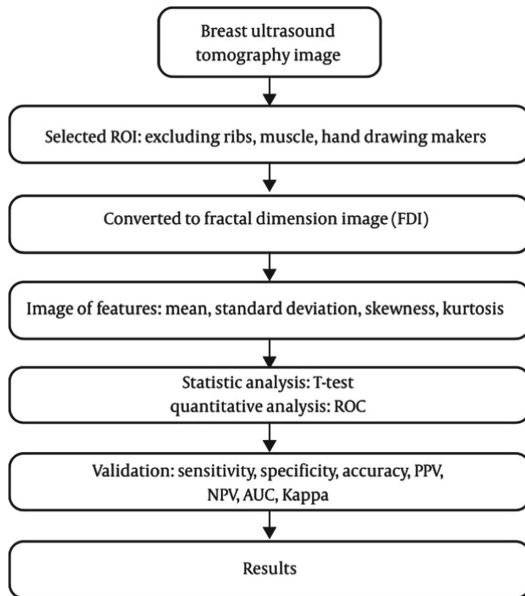 Breast ultrasound
tomography image
Selected ROI: excluding ribs, muscle, hand drawing makers
Converted to fractal dimension image (FDI)
Image of features: mean, standard deviation, skewness, kurtosis
Statistic analysis: T-test
quantitative analysis: ROC
Validation: sensitivity, specificity, accuracy, PPV,
NPV, AUC, Kappa
Results